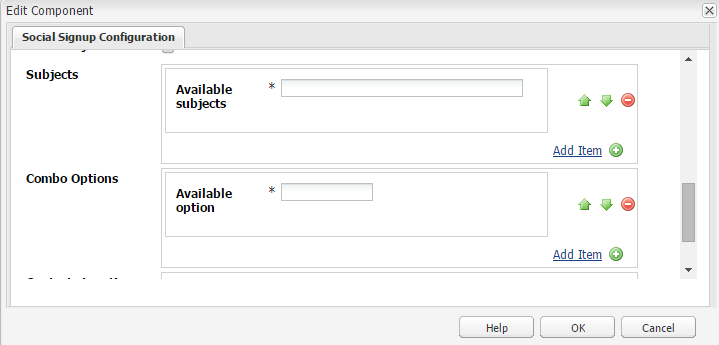 Edit Component
Social Signup Configuration
Subjects
Available
subjects
*
Add Item
Combo Options
Available
option
*
Add Item
Help
OK
Cancel